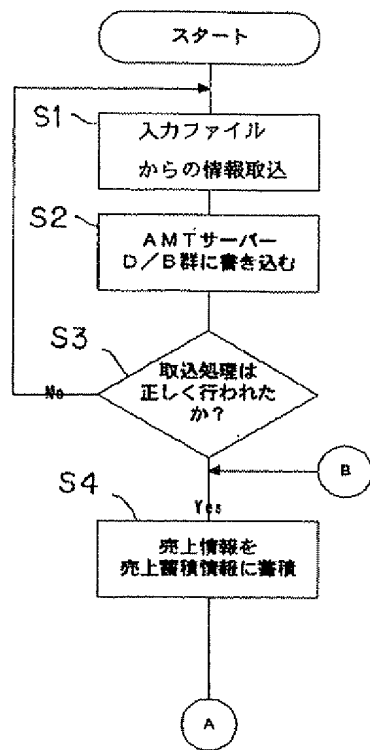 スタート
S1
入力ファイル
からの情報取込
S2
AMTサーバー
D/B群に書き込む
S3
取込処理は
正しく行われた
か?
No
B
S4
Yes
売上情報を
売上蓄積情報に蓄積
A